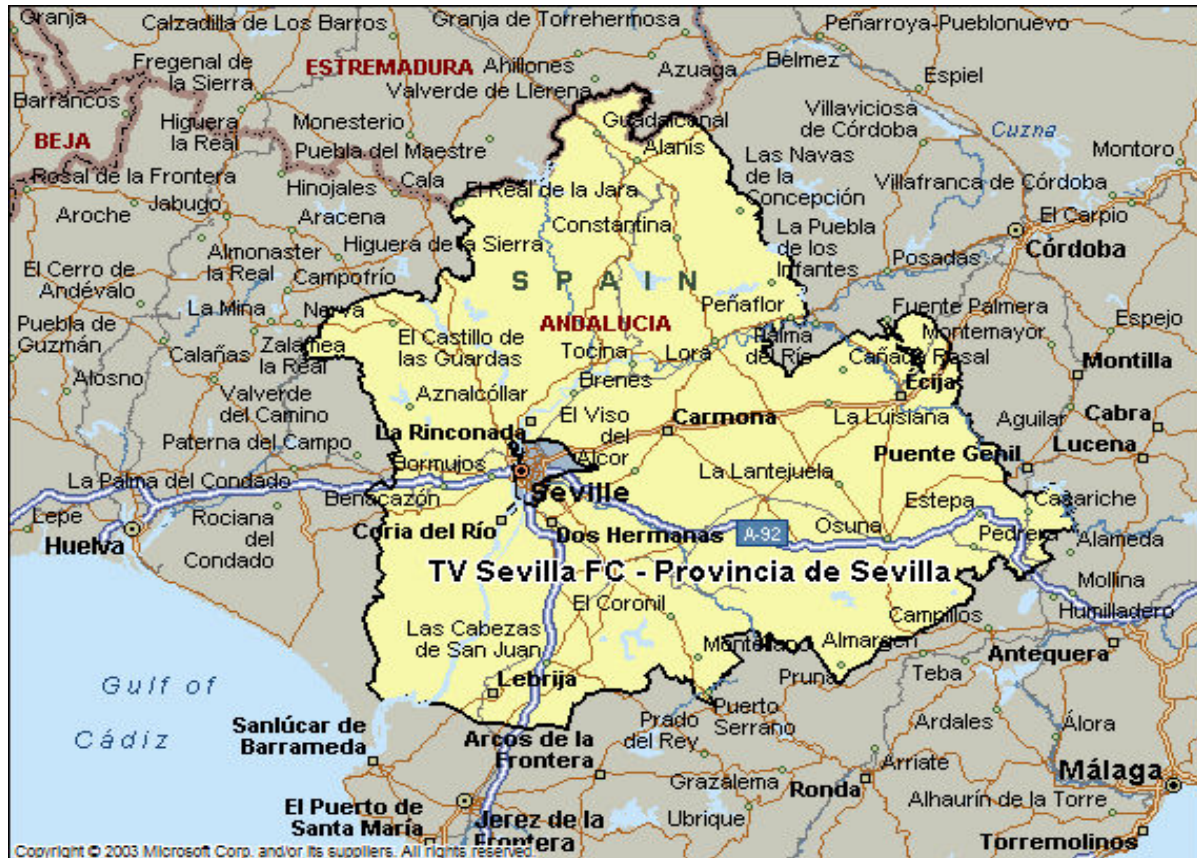 Granja
Calzadilla de Los Barros
Granja de Torrehermosa
Peñarroya-Pueblonuevo
Fregenal de
la Sierra
ESTREMADURA
Ahillones
Azuaga
Bélmez
Espiel
Barrancos
Valverde de Llerena
BEJA
Higuera
la Real
Monesterio
Guadalcanal
Villaviciosa
de Córdoba
Cuzna
Puebla del Maestre
Alanís
Las Navas
de la
Concepción
Montoro
Rosal de la Frontera
Hinojales
Cala
El Real de la Jara
Villafranca de Córdoba
Aroche
Jabugo
Aracena
Constantina
La Puebla
de los
Infantes
El Carpio
Córdoba
Almonaster
la Real
Higuera de la Sierra
Posadas
El Cerro de
Andévalo
Campofrío
SPAIN
La Mina
Nerva
Peñaflor
Fuente Palmera
Puebla de
Guzmán
Calañas
Zalamea
la Real
El Castillo de
las Guardas
ANDALUCIA
Tocina
Lora
Palma
del Río
Montemayor
Cañada Rosal
Espejo
Montilla
Alosno
Valverde
del Camino
Aznalcóllar
Brenes
Écija
El Viso
del
Alcor
Carmona
La Luisiana
Aguilar
Cabra
Paterna del Campo
La Rinconada
Puente Genil
Lucena
La Palma del Condado
Bormujos
La Lantejuela
Benacazón
Seville
Estepa
Casariche
Lepe
Huelva
Rociana
del
Condado
Coria del Río
Dos Hermanas
A-92
Osuna
Pedrera
Alameda
TV Sevilla FC - Provincia de Sevilla
Mollina
El Coronil
Campillos
Humilladero
Las Cabezas
de San Juan
Montellano
Almargen
Antequera
Gulf of
Cádiz
Lebrija
Pruna
Teba
Sanlúcar de
Barrameda
Arcos de la
Frontera
Prado
del Rey
Puerto
Serrano
Ardales
Álora
Grazalema
Ronda
Arriate
Málaga
El Puerto de
Santa María
Jerez de la
Frontera
Ubrique
Alhaurín de la Torre
Torremolinos
Copyright © 2003 Microsoft Corp. and/or its suppliers. All rights reserved.